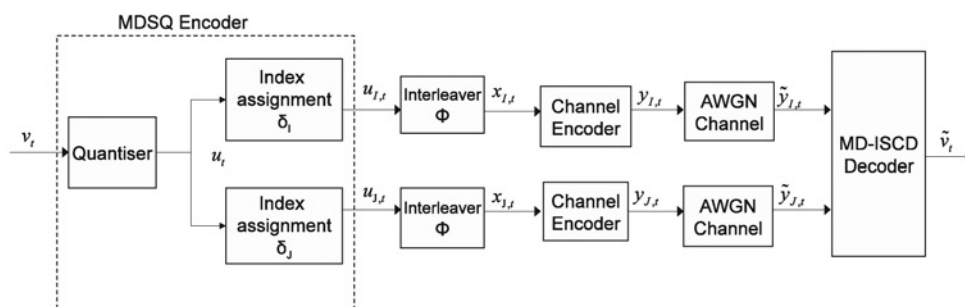 MDSQ Encoder
v_t
Quantiser
u_t
Index
assignment
δ_I
u_{I,t}
Interleaver
Φ
x_{I,t}
Channel
Encoder
y_{I,t}
AWGN
Channel
ỹ_{I,t}
Index
assignment
δ_J
u_{J,t}
Interleaver
Φ
x_{J,t}
Channel
Encoder
y_{J,t}
AWGN
Channel
ỹ_{J,t}
MD-ISCD
Decoder
ṽ_t